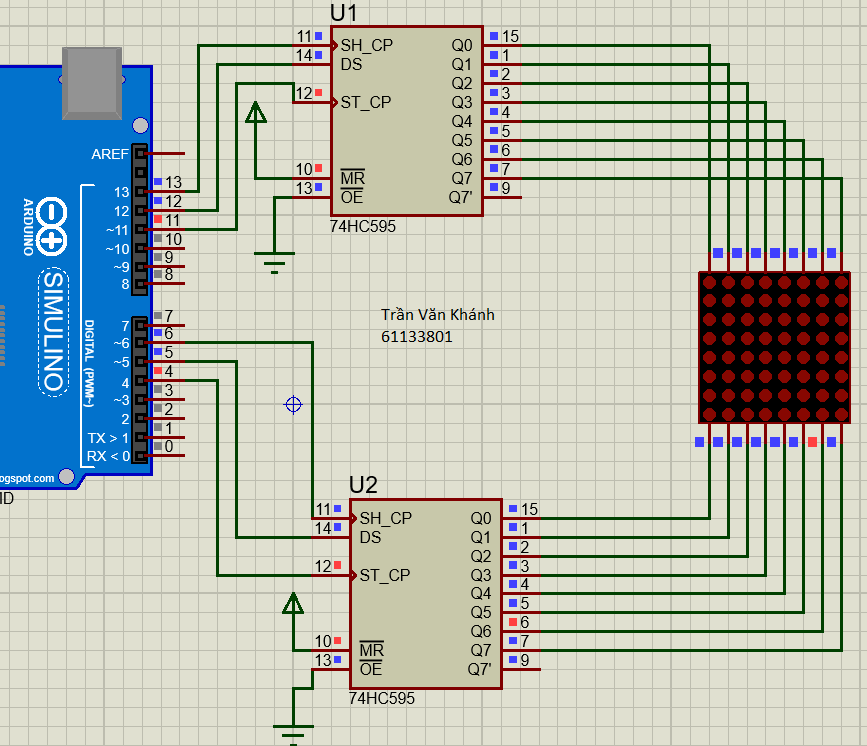 U1
11
14
12
10
13
SH_CP
DS
ST_CP
MR
OE
Q0
Q1
Q2
Q3
Q4
Q5
Q6
Q7
Q7'
15
1
2
3
4
5
6
7
9
74HC595
AREF
13
12
~11
~10
~9
8
13
12
11
10
9
8
ARDUINO
SIMULINO
DIGITAL (PWM~)
7
~6
~5
4
~3
2
TX > 1
RX < 0
7
6
5
4
3
2
1
0
ogspot.com
ID
Trần Văn Khánh
61133801
U2
11
14
12
10
13
SH_CP
DS
ST_CP
MR
OE
Q0
Q1
Q2
Q3
Q4
Q5
Q6
Q7
Q7'
15
1
2
3
4
5
6
7
9
74HC595